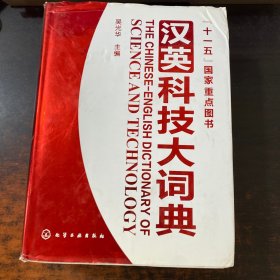 「十一五」国家重点图书
汉英科技大词典
THE CHINESE-ENGLISH DICTIONARY OF
SCIENCE AND TECHNOLOGY
吴光华 主编
化学工业出版社